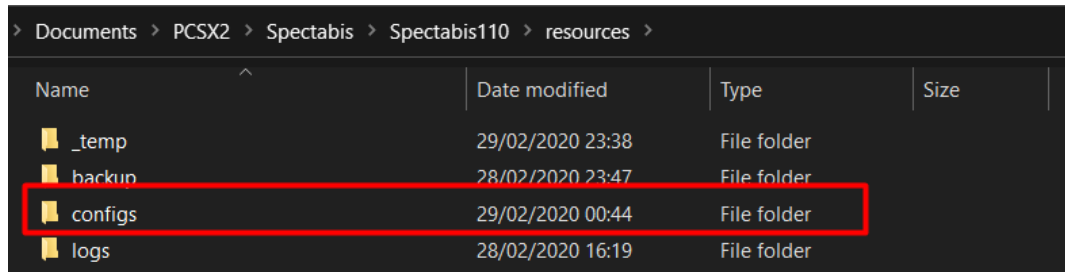 Documents > PCSX2 > Spectabis > Spectabis110 > resources >
Name Date modified Type Size
_temp 29/02/2020 23:38 File folder
backup 28/02/2020 23:47 File folder
configs 29/02/2020 00:44 File folder
logs 28/02/2020 16:19 File folder